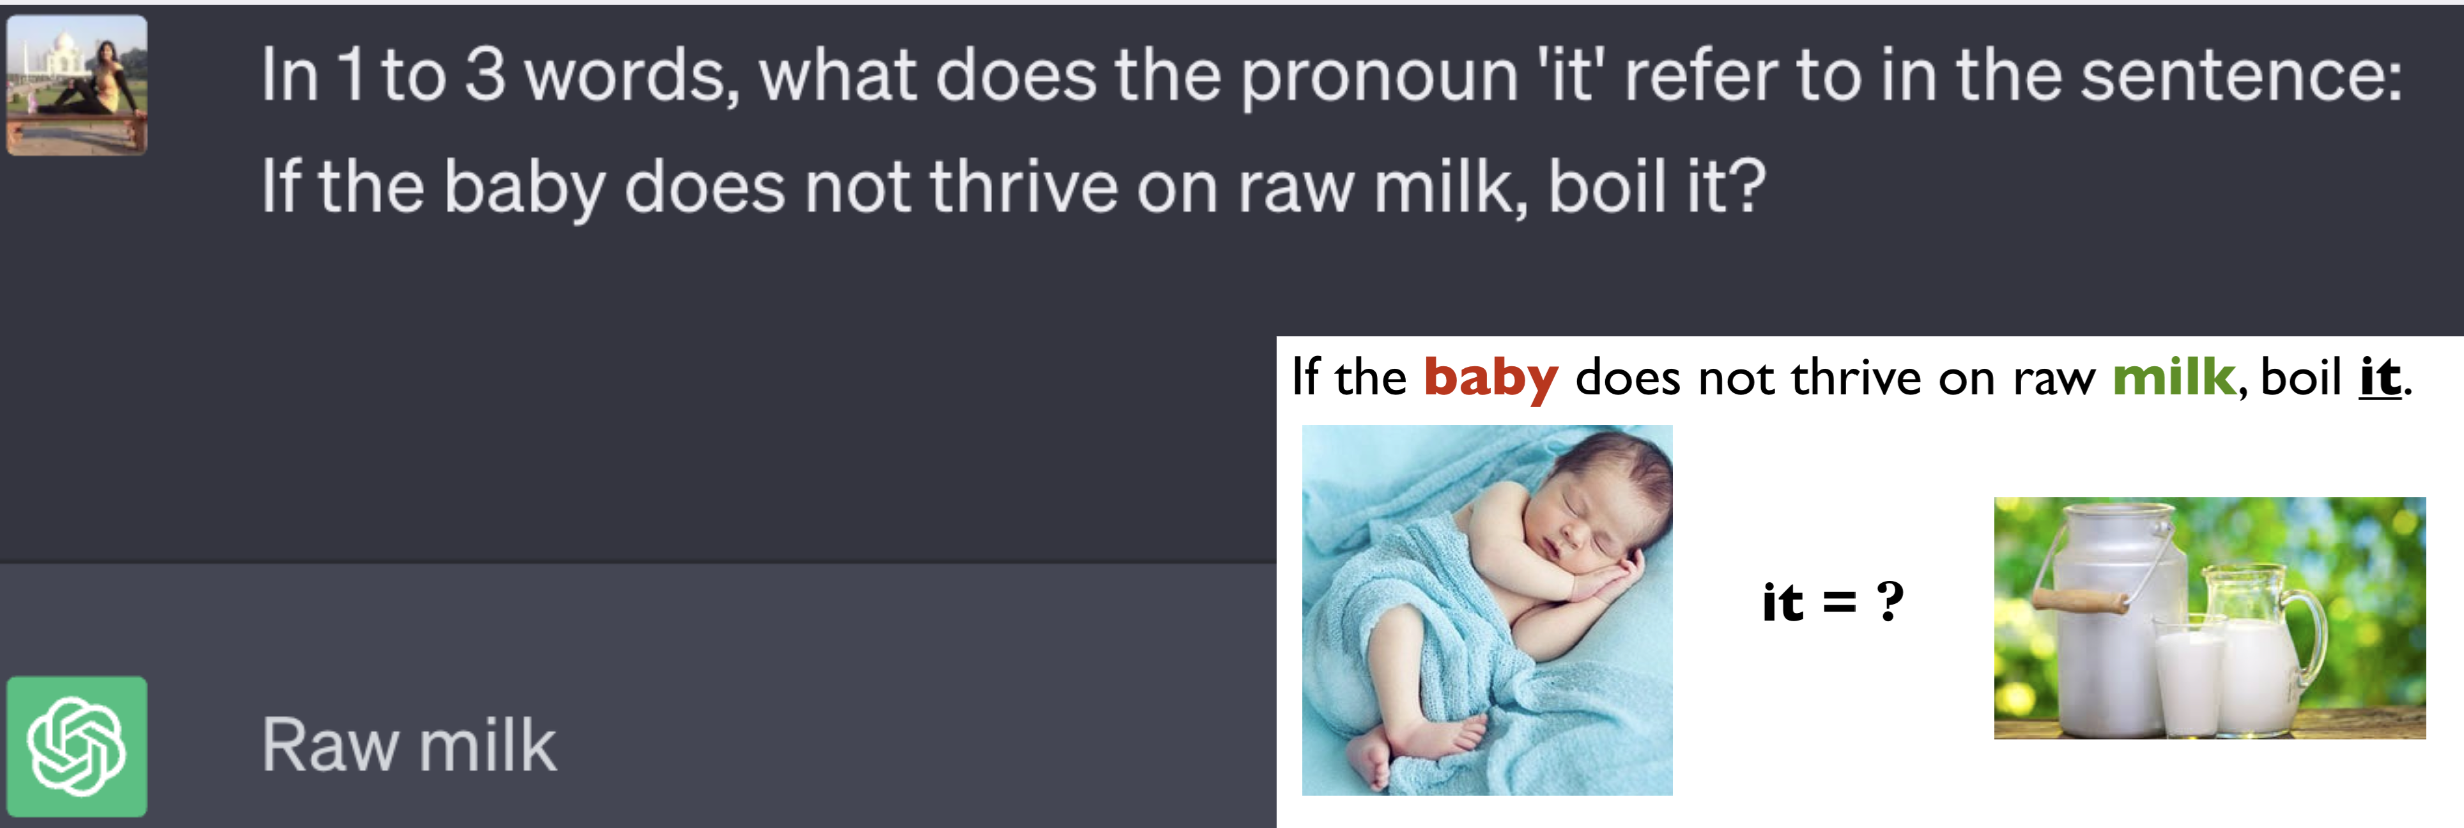 In 1 to 3 words, what does the pronoun 'it' refer to in the sentence:
If the baby does not thrive on raw milk, boil it?
If the baby does not thrive on raw milk, boil it.
it = ?
Raw milk